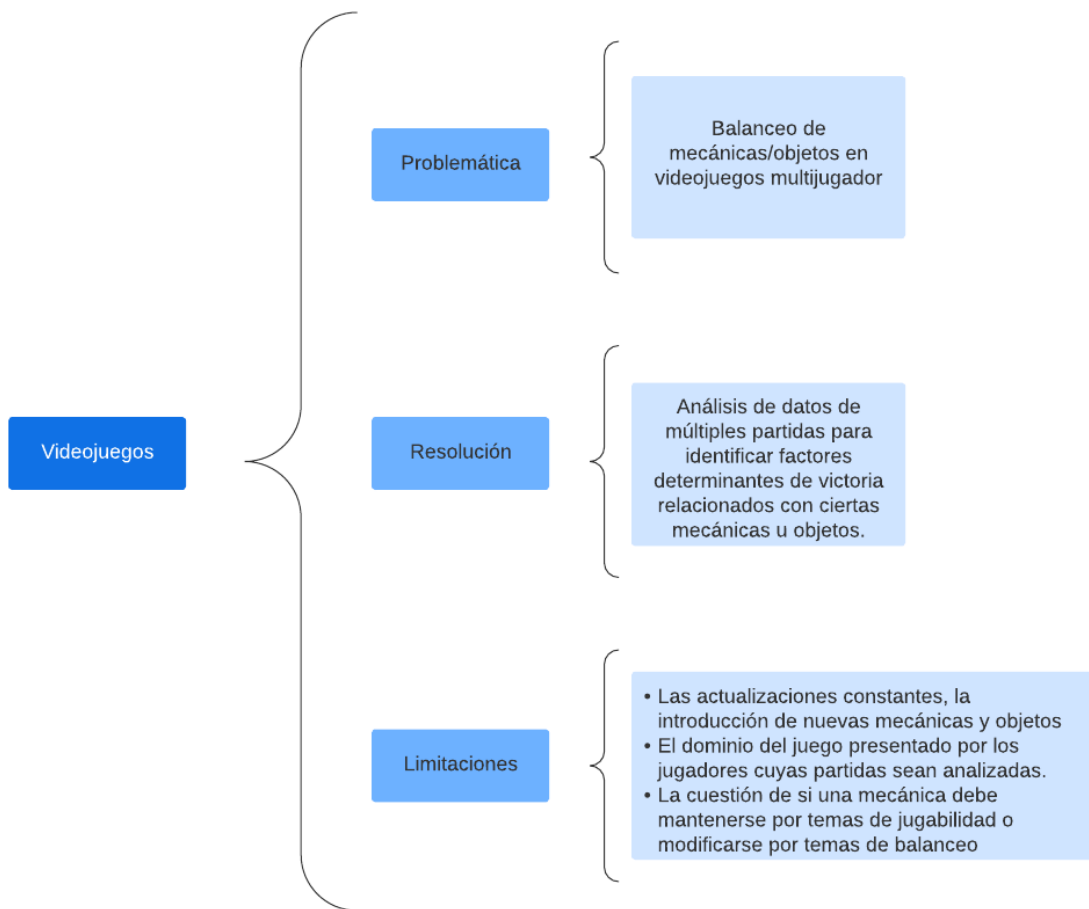 Videojuegos
Problemática
Balanceo de
mecánicas/objetos en
videojuegos multijugador
Resolución
Análisis de datos de
múltiples partidas para
identificar factores
determinantes de victoria
relacionados con ciertas
mecánicas u objetos.
Limitaciones
• Las actualizaciones constantes, la
introducción de nuevas mecánicas y objetos
• El dominio del juego presentado por los
jugadores cuyas partidas sean analizadas.
• La cuestión de si una mecánica debe
mantenerse por temas de jugabilidad o
modificarse por temas de balanceo